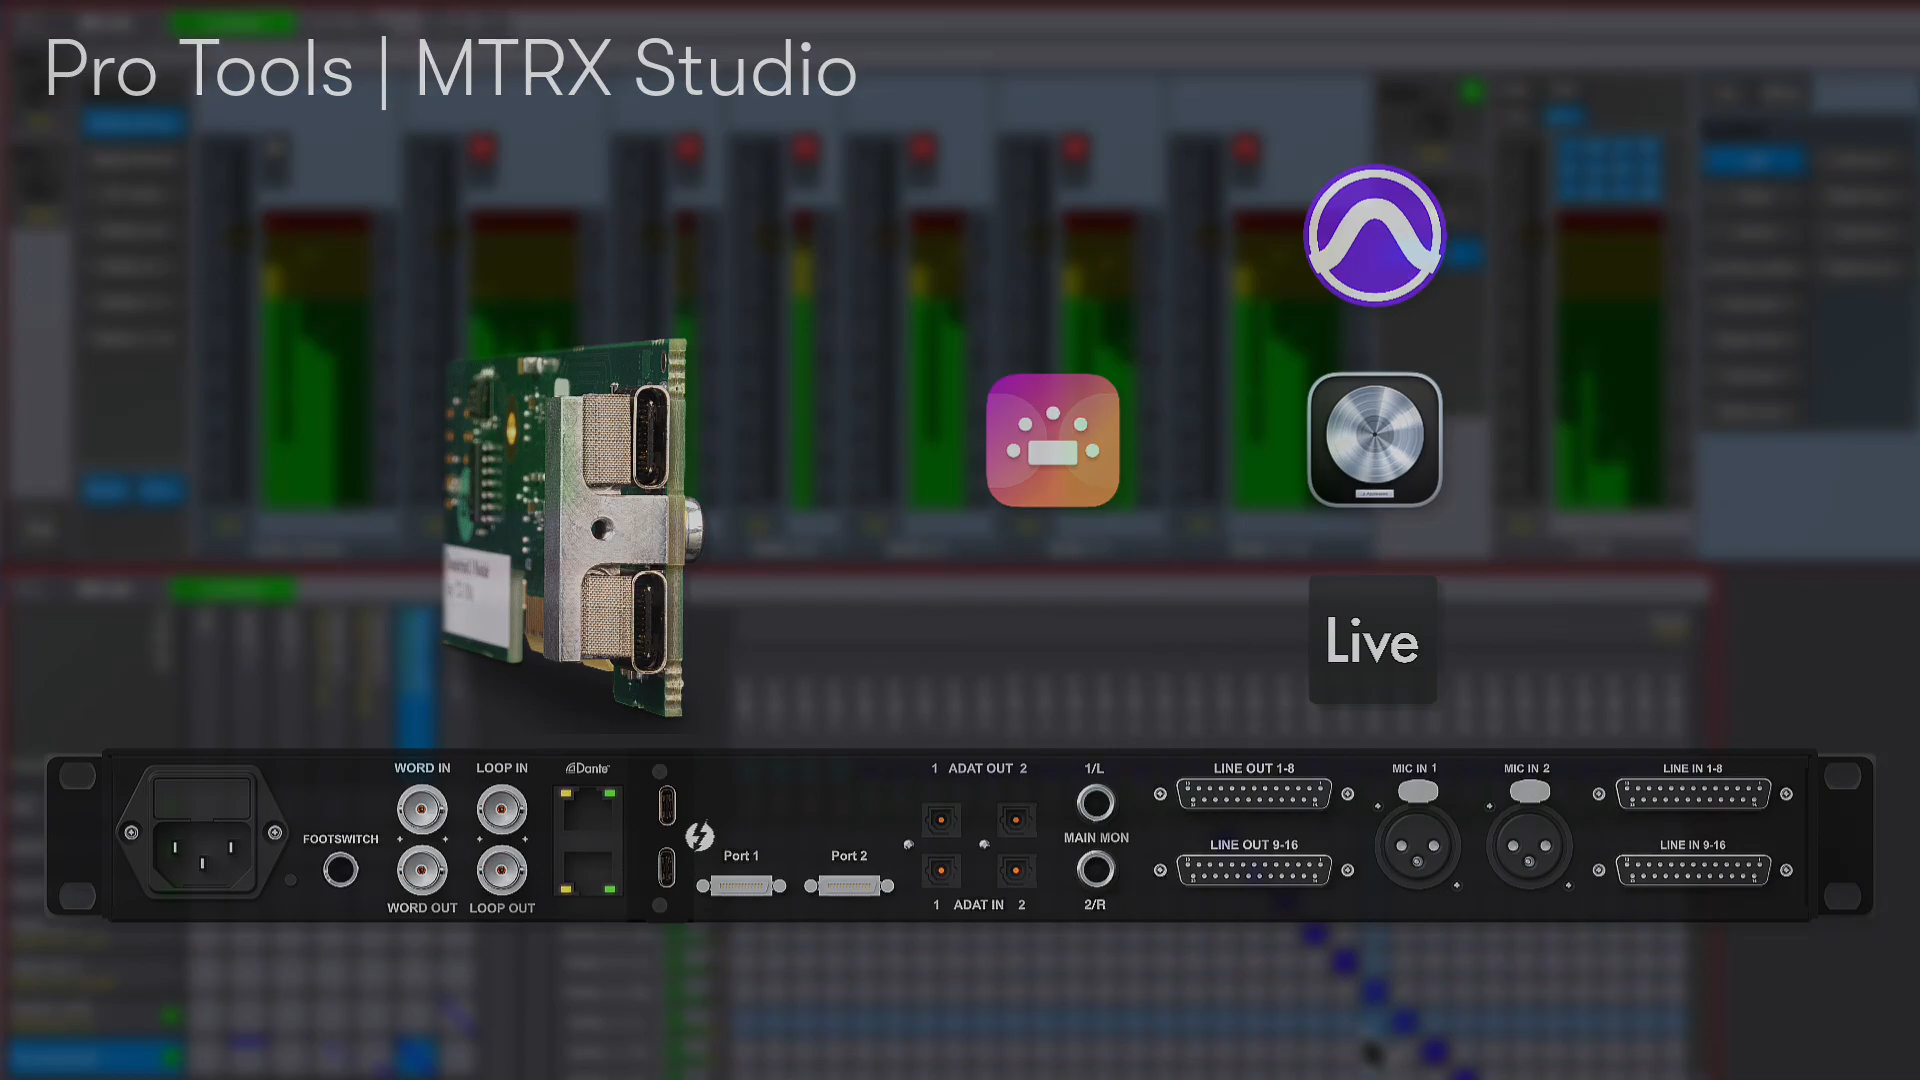 Pro Tools | MTRX Studio
Live
WORD IN
LOOP IN
Dante
FOOTSWITCH
WORD OUT
LOOP OUT
Port 1
Port 2
1 ADAT OUT 2
1 ADAT IN 2
1/L
MAIN MON
2/R
LINE OUT 1-8
LINE OUT 9-16
MIC IN 1
MIC IN 2
LINE IN 1-8
LINE IN 9-16